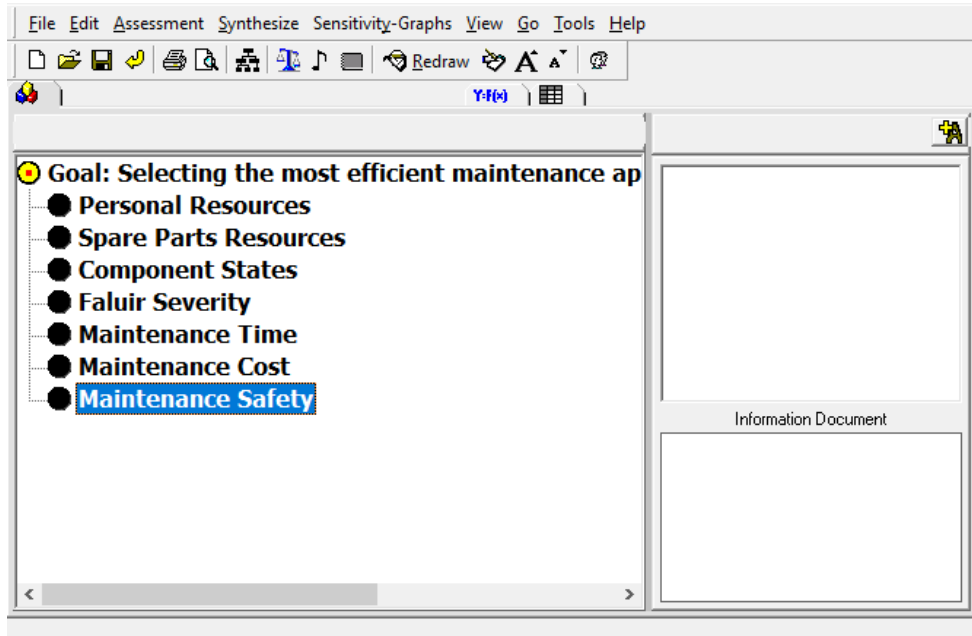 File Edit Assessment Synthesize Sensitivity-Graphs View Go Tools Help
Redraw A A
Y=F(x)
Goal: Selecting the most efficient maintenance ap
Personal Resources
Spare Parts Resources
Component States
Faluir Severity
Maintenance Time
Maintenance Cost
Maintenance Safety
Information Document